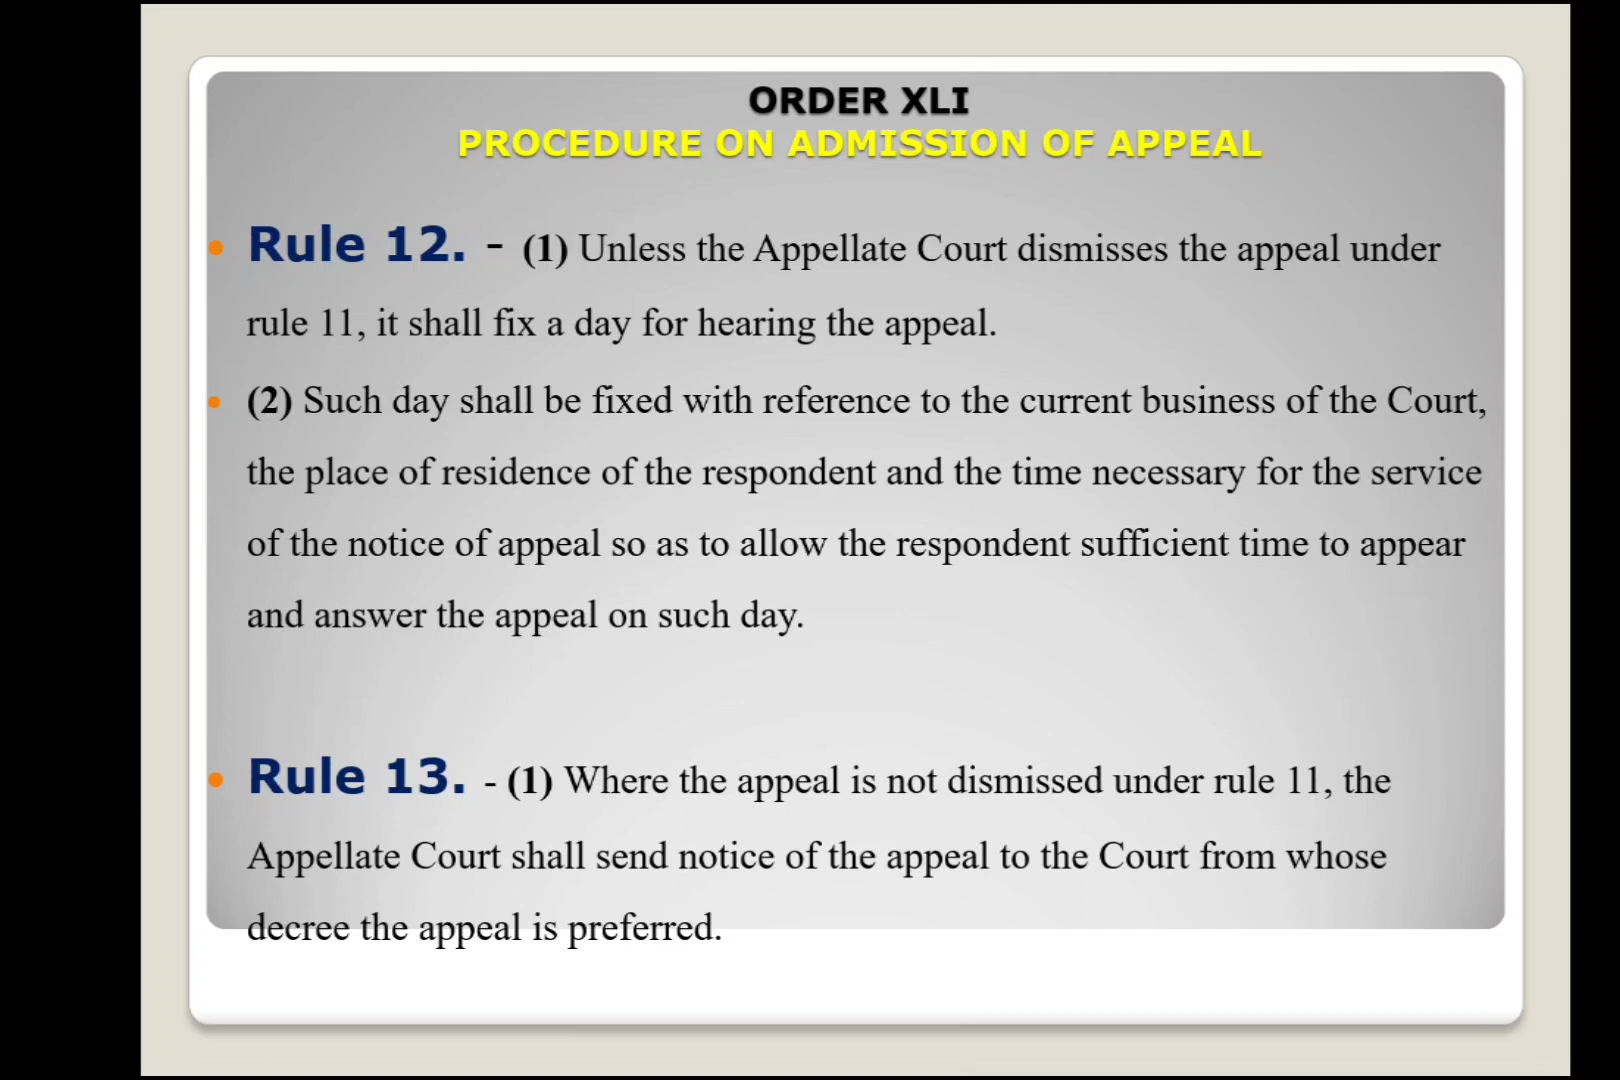 ORDER XLI
PROCEDURE ON ADMISSION OF APPEAL
• Rule 12. - (1) Unless the Appellate Court dismisses the appeal under
rule 11, it shall fix a day for hearing the appeal.
• (2) Such day shall be fixed with reference to the current business of the Court,
the place of residence of the respondent and the time necessary for the service
of the notice of appeal so as to allow the respondent sufficient time to appear
and answer the appeal on such day.
• Rule 13. - (1) Where the appeal is not dismissed under rule 11, the
Appellate Court shall send notice of the appeal to the Court from whose
decree the appeal is preferred.